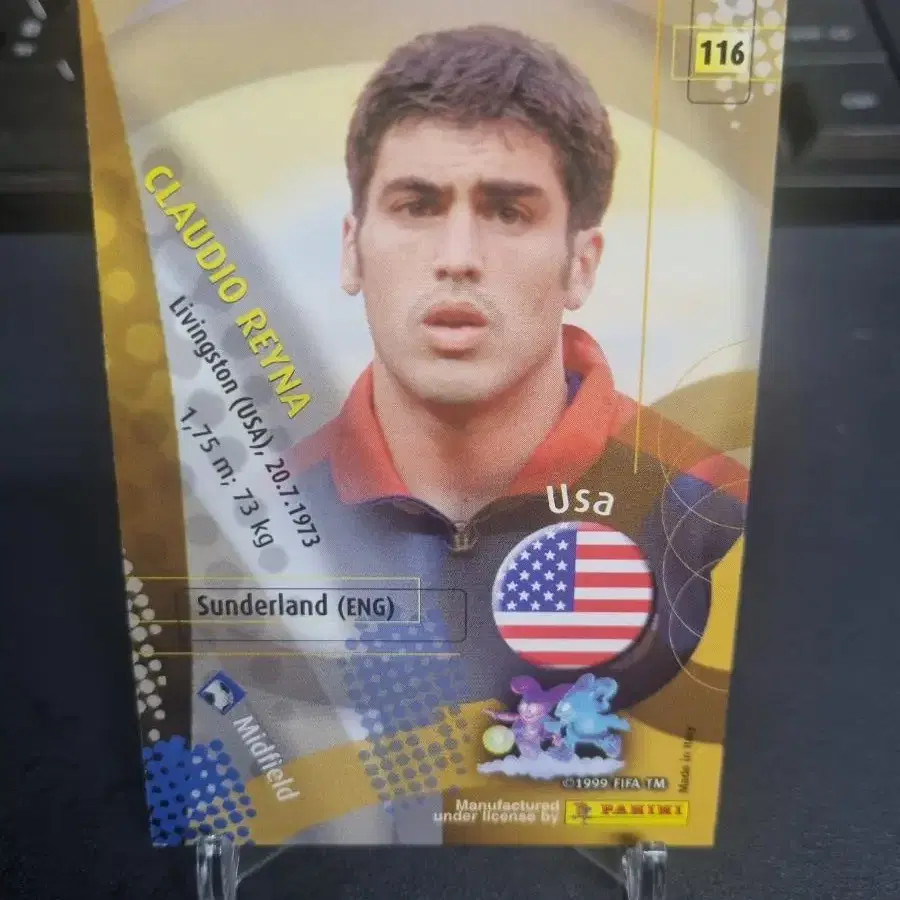 116
CLAUDIO REYNA
Livingston (USA), 20.7.1973
1,75 m; 73 kg
Usa
Sunderland (ENG)
Midfield
©1999 FIFA TM
Made in Italy
Manufactured
under license by
PANINI